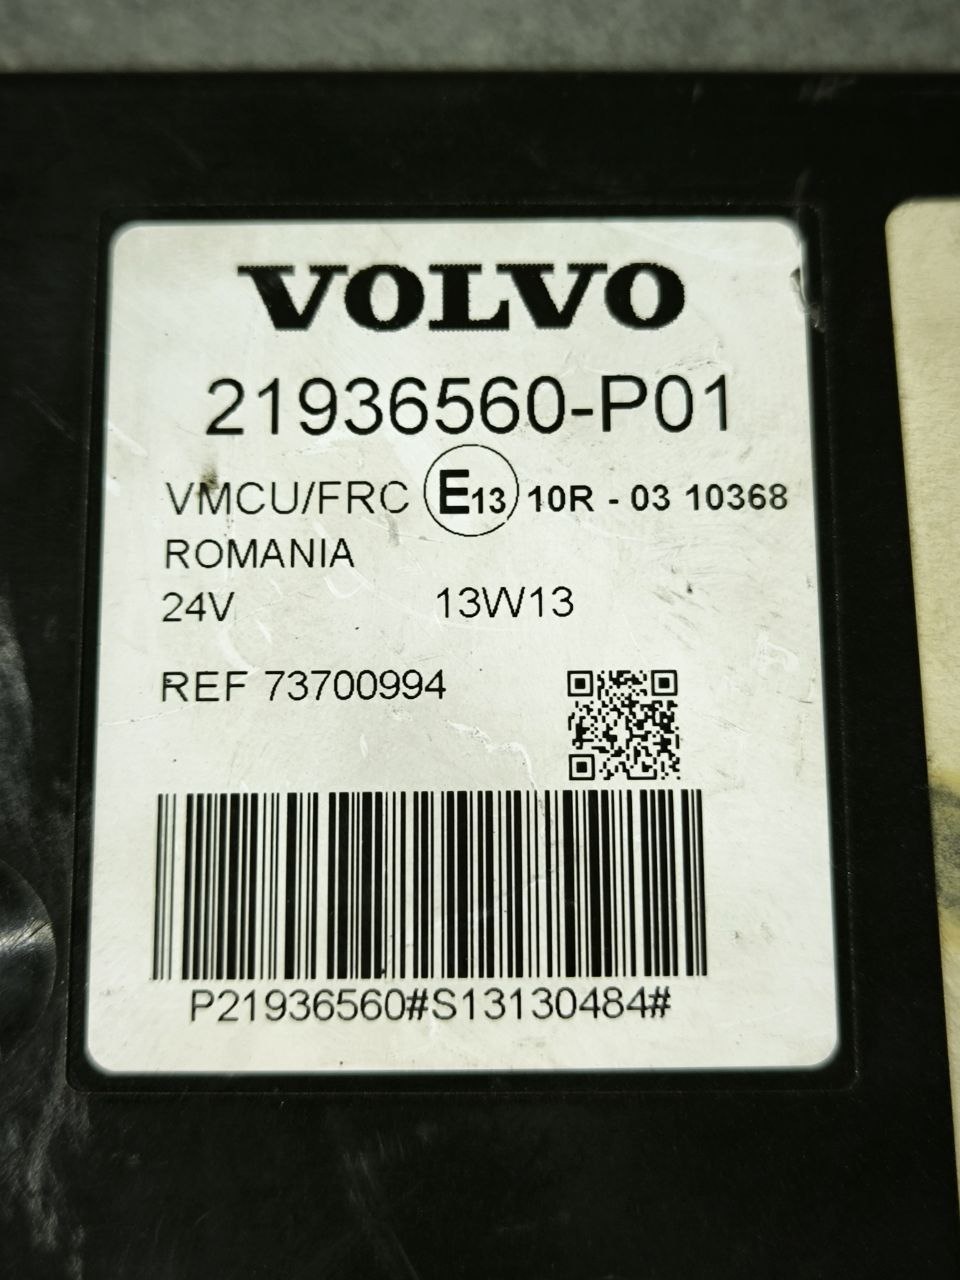 VOLVO
21936560-P01
VMCU/FRC E13 10R - 03 10368
ROMANIA
24V 13W13
REF 73700994
P21936560#S13130484#